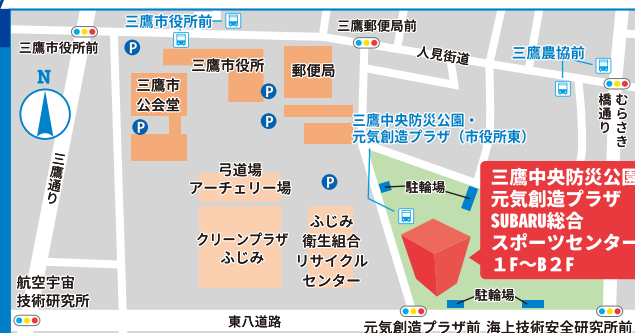 三鷹市役所前
三鷹市役所前
三鷹郵便局前
人見街道
三鷹農協前
むらさき
橋通り
N
三鷹通り
三鷹市
公会堂
三鷹市役所
郵便局
P
P
P
P
P
三鷹中央防災公園・
元気創造プラザ（市役所東）
弓道場
アーチェリー場
クリーンプラザ
ふじみ
ふじみ
衛生組合
リサイクル
センター
駐輪場
三鷹中央防災公園
元気創造プラザ
SUBARU総合
スポーツセンター
1F〜B2F
駐輪場
航空宇宙
技術研究所
東八道路
元気創造プラザ前
海上技術安全研究所前